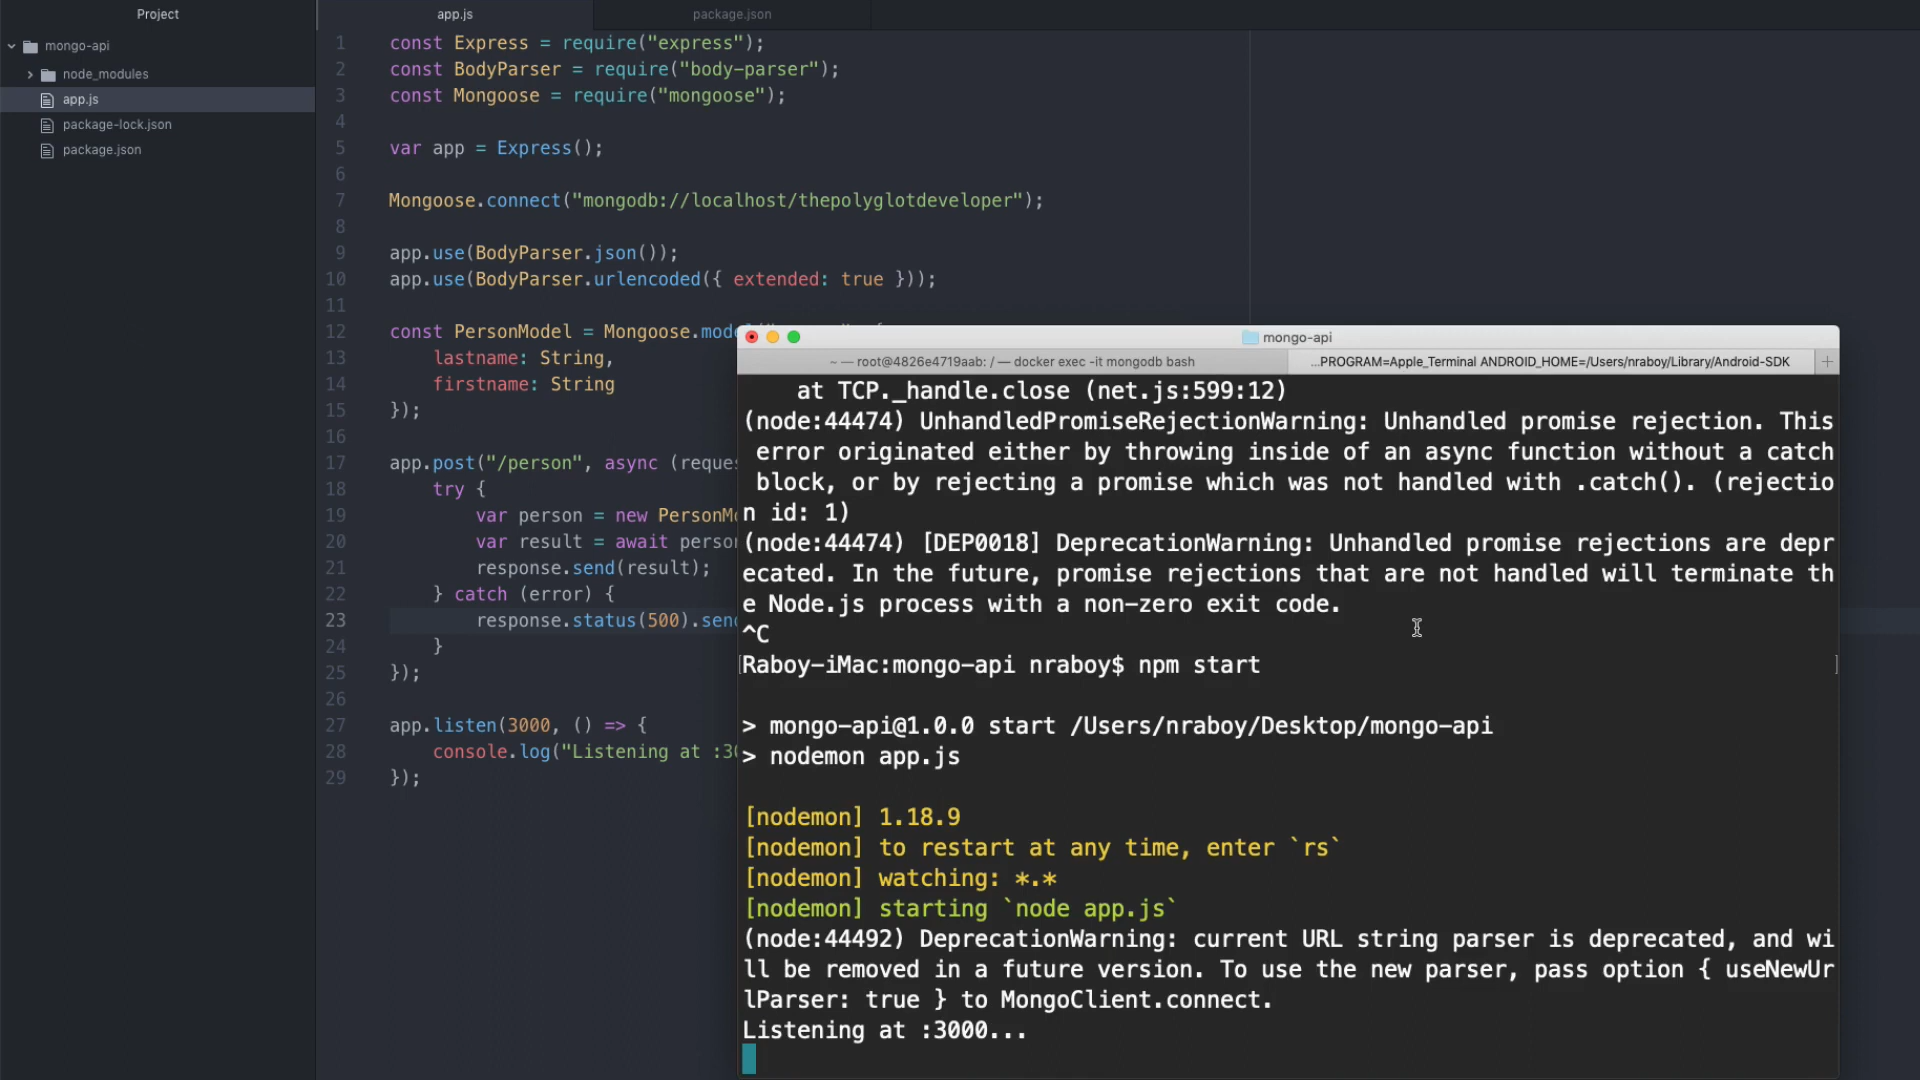 Project
mongo-api
node_modules
app.js
package-lock.json
package.json
app.js
package.json
1 const Express = require("express");
2 const BodyParser = require("body-parser");
3 const Mongoose = require("mongoose");
4
5 var app = Express();
6
7 Mongoose.connect("mongodb://localhost/thepolyglotdeveloper");
8
9 app.use(BodyParser.json());
10 app.use(BodyParser.urlencoded({ extended: true }));
11
12 const PersonModel = Mongoose.mode
13 lastname: String,
14 firstname: String
15 });
16
17 app.post("/person", async (reque
18 try {
19 var person = new PersonM
20 var result = await perso
21 response.send(result);
22 } catch (error) {
23 response.status(500).sen
24 }
25 });
26
27 app.listen(3000, () => {
28 console.log("Listening at :3
29 });
mongo-api
~ — root@4826e4719aab: / — docker exec -it mongodb bash
...PROGRAM=Apple_Terminal ANDROID_HOME=/Users/nraboy/Library/Android-SDK
at TCP._handle.close (net.js:599:12)
(node:44474) UnhandledPromiseRejectionWarning: Unhandled promise rejection. This
error originated either by throwing inside of an async function without a catch
block, or by rejecting a promise which was not handled with .catch(). (rejectio
n id: 1)
(node:44474) [DEP0018] DeprecationWarning: Unhandled promise rejections are depr
ecated. In the future, promise rejections that are not handled will terminate th
e Node.js process with a non-zero exit code.
^C
Raboy-iMac:mongo-api nraboy$ npm start
> mongo-api@1.0.0 start /Users/nraboy/Desktop/mongo-api
> nodemon app.js
[nodemon] 1.18.9
[nodemon] to restart at any time, enter `rs`
[nodemon] watching: *.*
[nodemon] starting `node app.js`
(node:44492) DeprecationWarning: current URL string parser is deprecated, and wi
ll be removed in a future version. To use the new parser, pass option { useNewUr
lParser: true } to MongoClient.connect.
Listening at :3000...